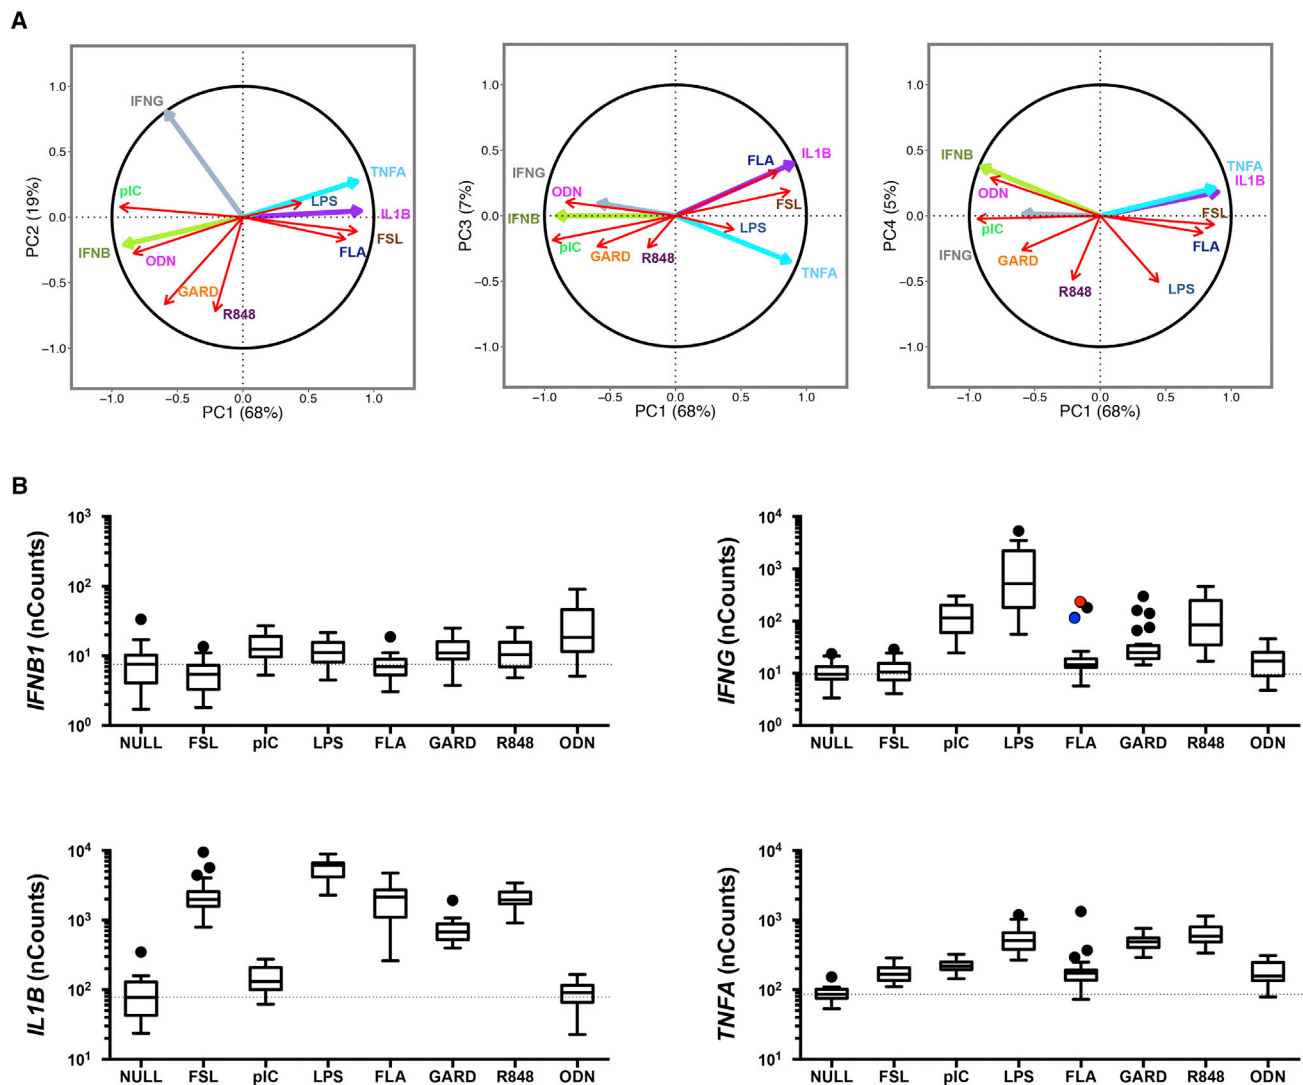 A
1.0
0.5
0.0
−0.5
−1.0
PC2 (19%)
IFNG
TNFA
pIC
LPS
IL1B
IFNB
FSL
ODN
FLA
GARD
R848
−1.0 −0.5 0.0 0.5 1.0
PC1 (68%)
1.0
0.5
0.0
−0.5
−1.0
PC3 (7%)
IL1B
FLA
IFNG
ODN
FSL
IFNB
LPS
pIC
GARD
R848
TNFA
−1.0 −0.5 0.0 0.5 1.0
PC1 (68%)
1.0
0.5
0.0
−0.5
−1.0
PC4 (5%)
IFNB
TNFA
IL1B
ODN
FSL
pIC
FLA
IFNG
GARD
R848
LPS
−1.0 −0.5 0.0 0.5 1.0
PC1 (68%)
B
IFNB1 (nCounts)
10³
10²
10¹
10⁰
NULL FSL pIC LPS FLA GARD R848 ODN
IFNG (nCounts)
10⁴
10³
10²
10¹
10⁰
NULL FSL pIC LPS FLA GARD R848 ODN
IL1B (nCounts)
10⁴
10³
10²
10¹
NULL FSL pIC LPS FLA GARD R848 ODN
TNFA (nCounts)
10⁴
10³
10²
10¹
NULL FSL pIC LPS FLA GARD R848 ODN